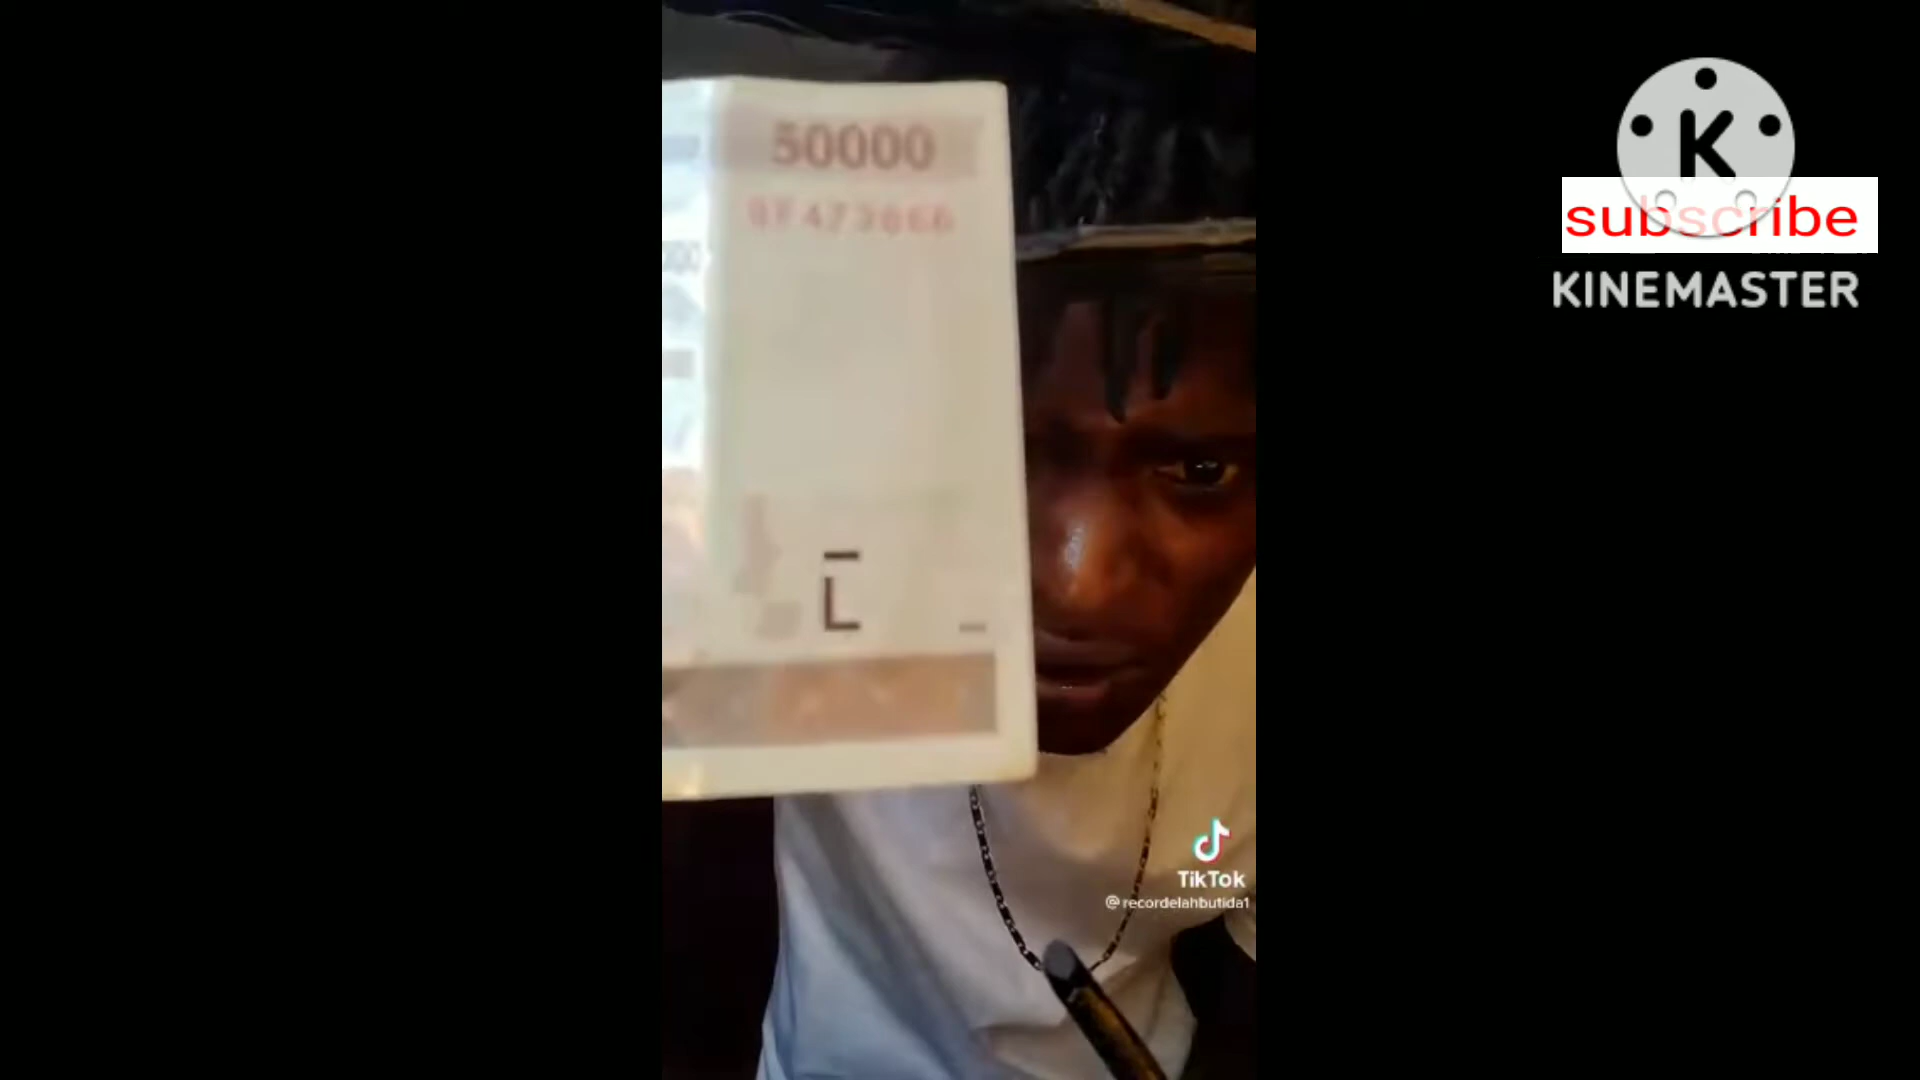 50000
K
subscribe
KINEMASTER
TikTok
@recordelahbutida1